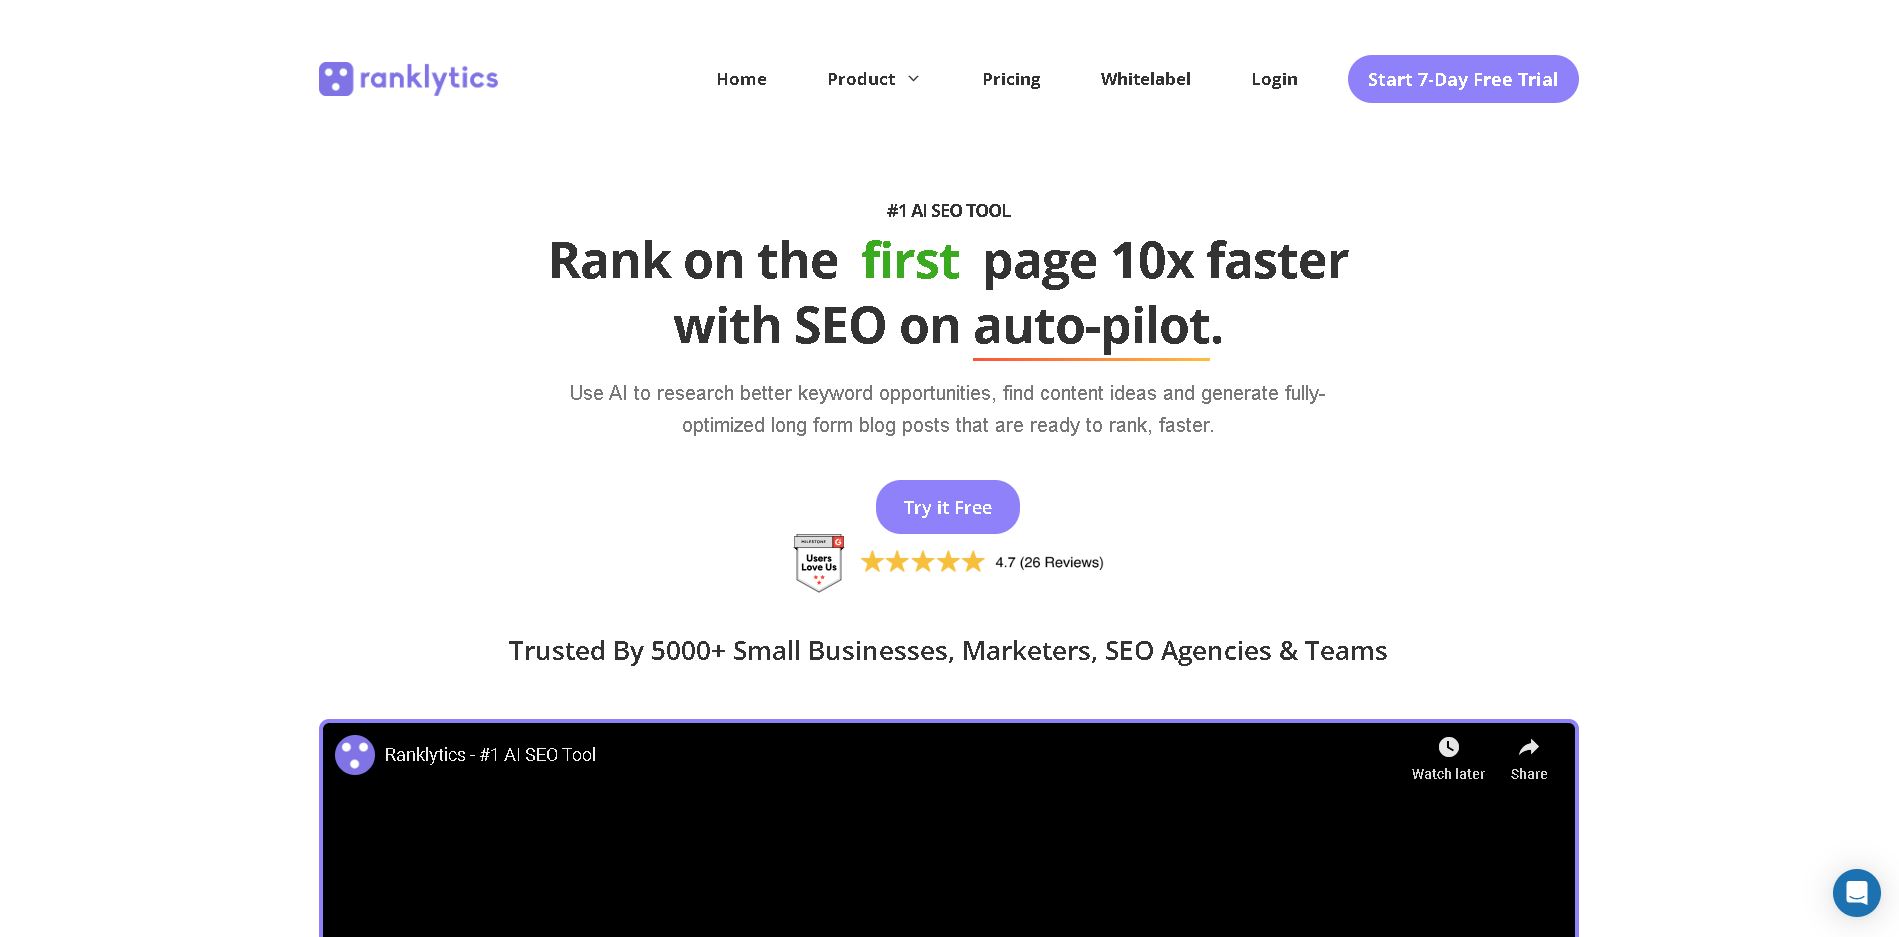 ranklytics
Home
Product
Pricing
Whitelabel
Login
Start 7-Day Free Trial
#1 AI SEO TOOL
Rank on the first page 10x faster
with SEO on auto-pilot.
Use AI to research better keyword opportunities, find content ideas and generate fully-
optimized long form blog posts that are ready to rank, faster.
Try it Free
MILESTONE
G
Users
Love Us
4.7 (26 Reviews)
Trusted By 5000+ Small Businesses, Marketers, SEO Agencies & Teams
Ranklytics - #1 AI SEO Tool
Watch later
Share